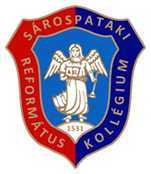 SÁROSPATAKI
REFORMÁTUS
KOLLÉGIUM
1531